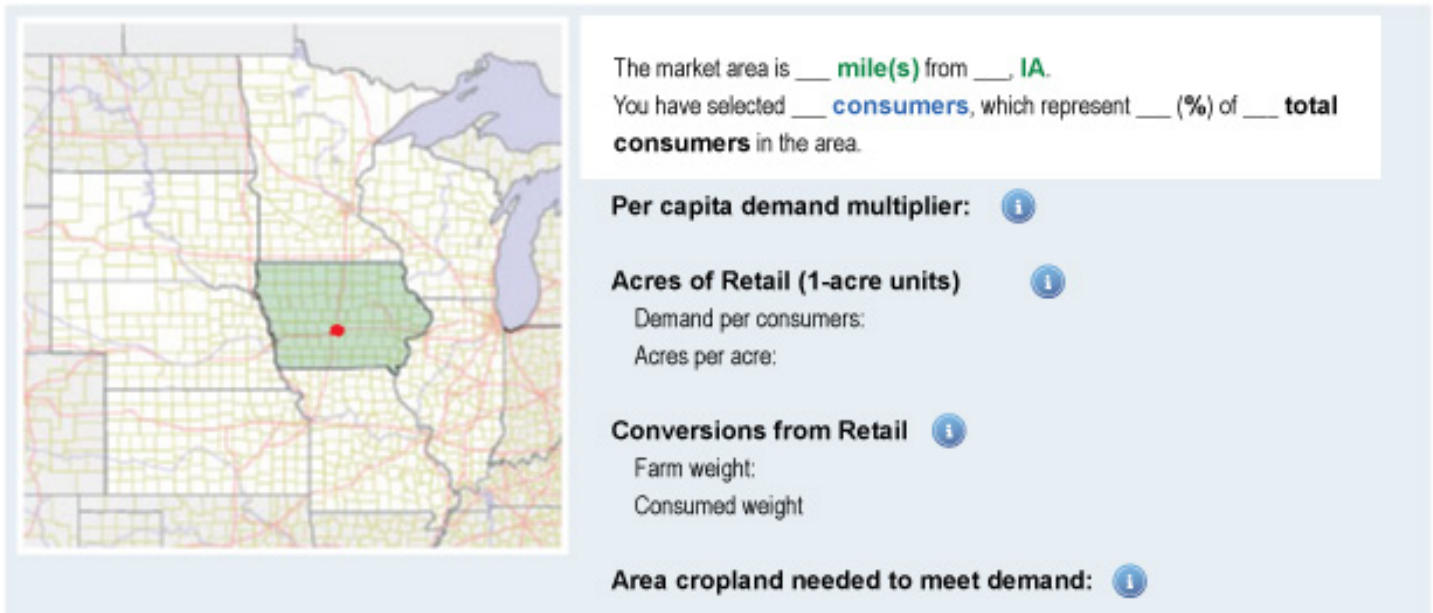 The market area is ___ mile(s) from ___, IA.
You have selected ___ consumers, which represent ___ (%) of ___ total
consumers in the area.
Per capita demand multiplier: i
Acres of Retail (1-acre units) i
Demand per consumers:
Acres per acre:
Conversions from Retail i
Farm weight:
Consumed weight
Area cropland needed to meet demand: i